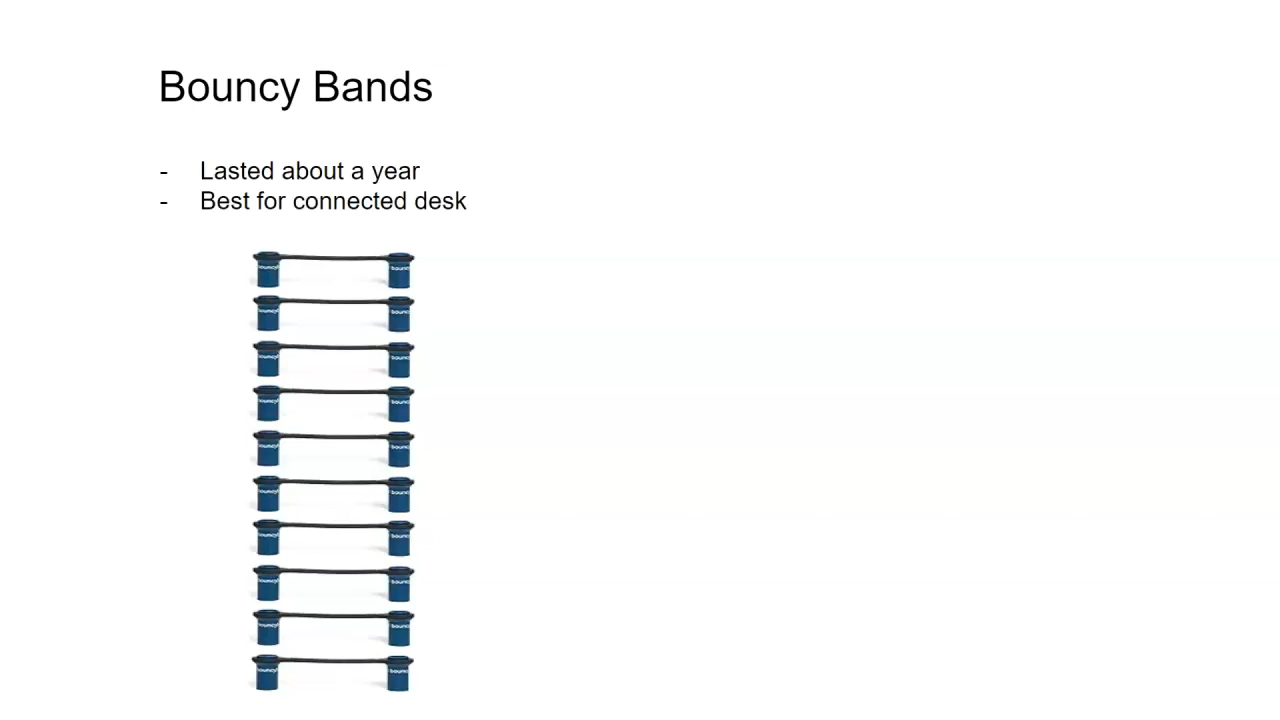 Bouncy Bands
- Lasted about a year
- Best for connected desk